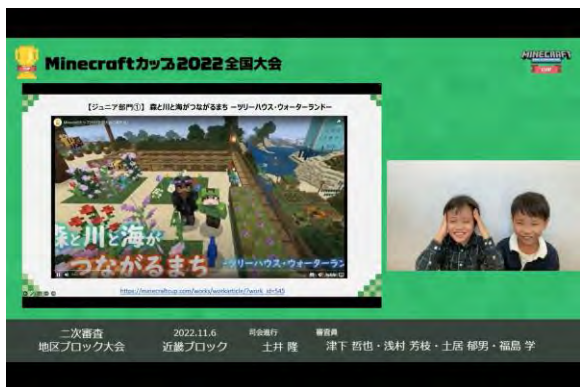 Minecraftカップ2022全国大会
MINECRAFT
CUP
【ジュニア部門①】 森と川と海がつながるまち ーツリーハウス・ウォーターランドー
森と川と海が
つながるまち
ーツリーハウス・ウォーターラン
https://minecraftcup.com/works/workarticle/?work_id=545
二次審査
地区ブロック大会
2022.11.6
近畿ブロック
司会進行
土井 隆
審査員
津下 哲也・浅村 芳枝・土居 郁男・福島 学